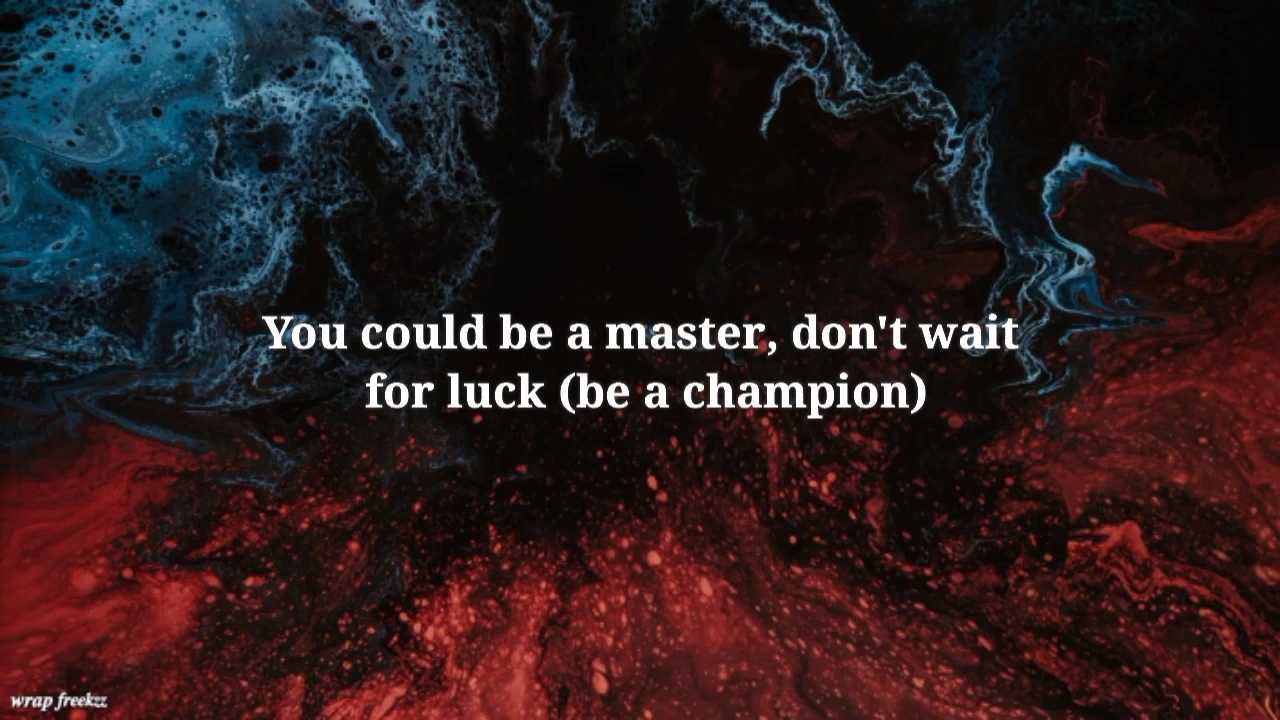 You could be a master, don't wait
for luck (be a champion)
wrap freekzz